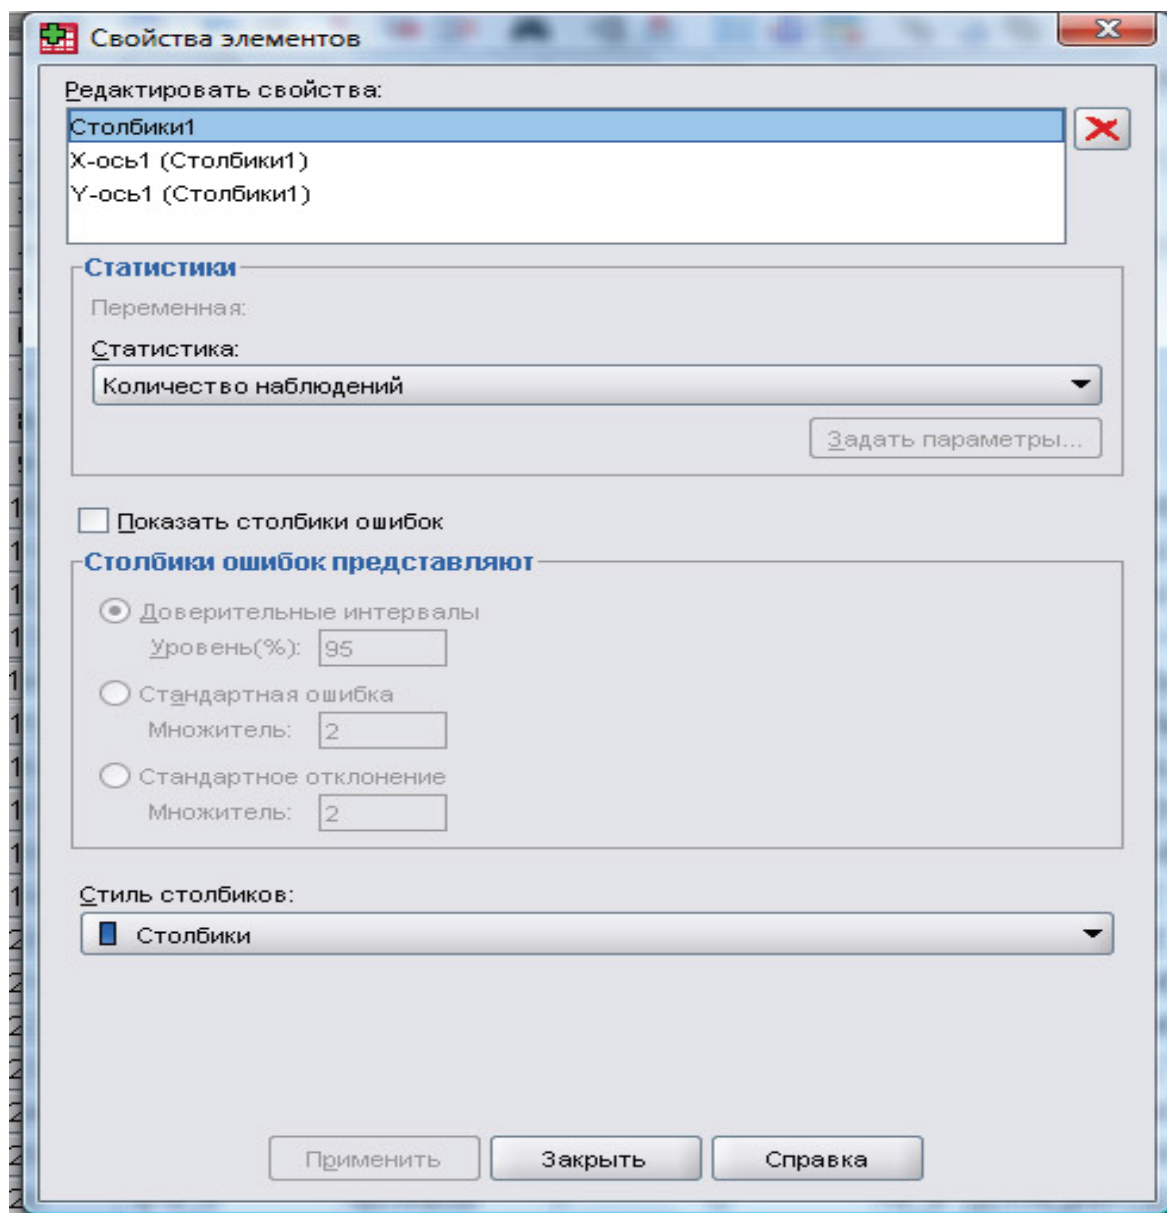 Свойства элементов
Редактировать свойства:
Столбики1
X-ось1 (Столбики1)
Y-ось1 (Столбики1)
Статистики
Переменная:
Статистика:
Количество наблюдений
Задать параметры...
Показать столбики ошибок
Столбики ошибок представляют
Доверительные интервалы
Уровень(%): 95
Стандартная ошибка
Множитель: 2
Стандартное отклонение
Множитель: 2
Стиль столбиков:
Столбики
Применить Закрыть Справка